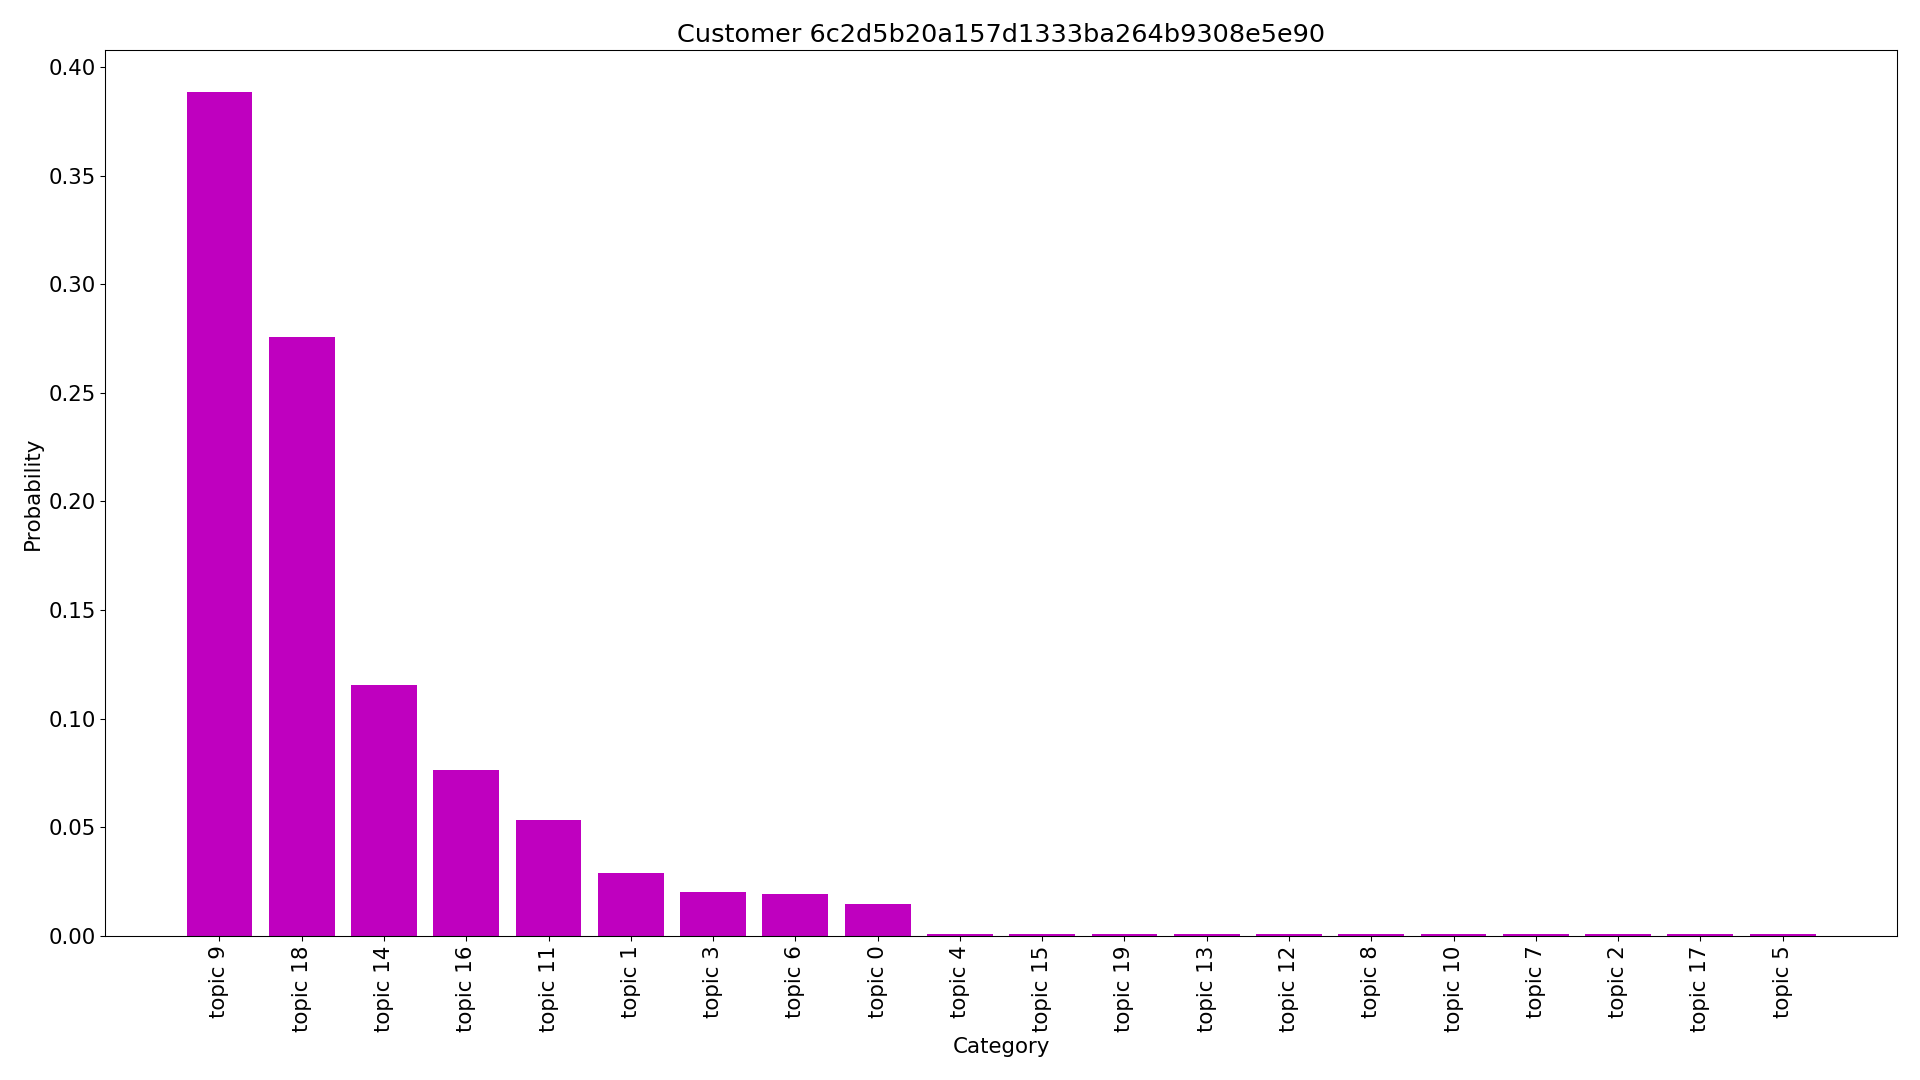 Customer 6c2d5b20a157d1333ba264b9308e5e90
Probability
0.40
0.35
0.30
0.25
0.20
0.15
0.10
0.05
0.00
topic 9
topic 18
topic 14
topic 16
topic 11
topic 1
topic 3
topic 6
topic 0
topic 4
topic 15
topic 19
topic 13
topic 12
topic 8
topic 10
topic 7
topic 2
topic 17
topic 5
Category